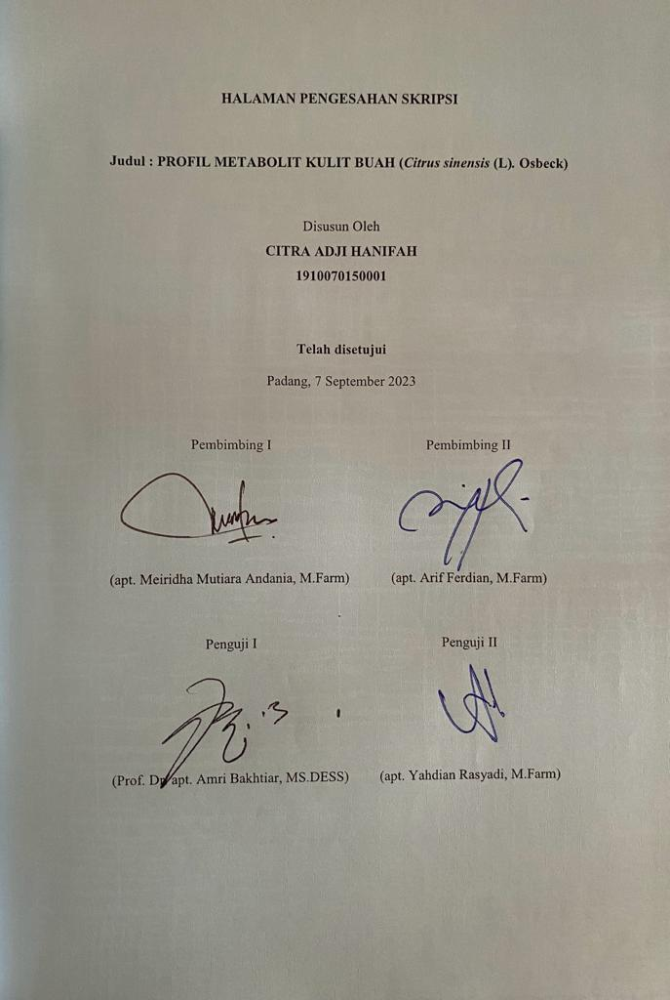 HALAMAN PENGESAHAN SKRIPSI
Judul : PROFIL METABOLIT KULIT BUAH (Citrus sinensis (L). Osbeck)
Disusun Oleh
CITRA ADJI HANIFAH
1910070150001
Telah disetujui
Padang, 7 September 2023
Pembimbing I
Pembimbing II
(apt. Meiridha Mutiara Andania, M.Farm)
(apt. Arif Ferdian, M.Farm)
Penguji I
Penguji II
(Prof. Dr. apt. Amri Bakhtiar, MS.DESS)
(apt. Yahdian Rasyadi, M.Farm)